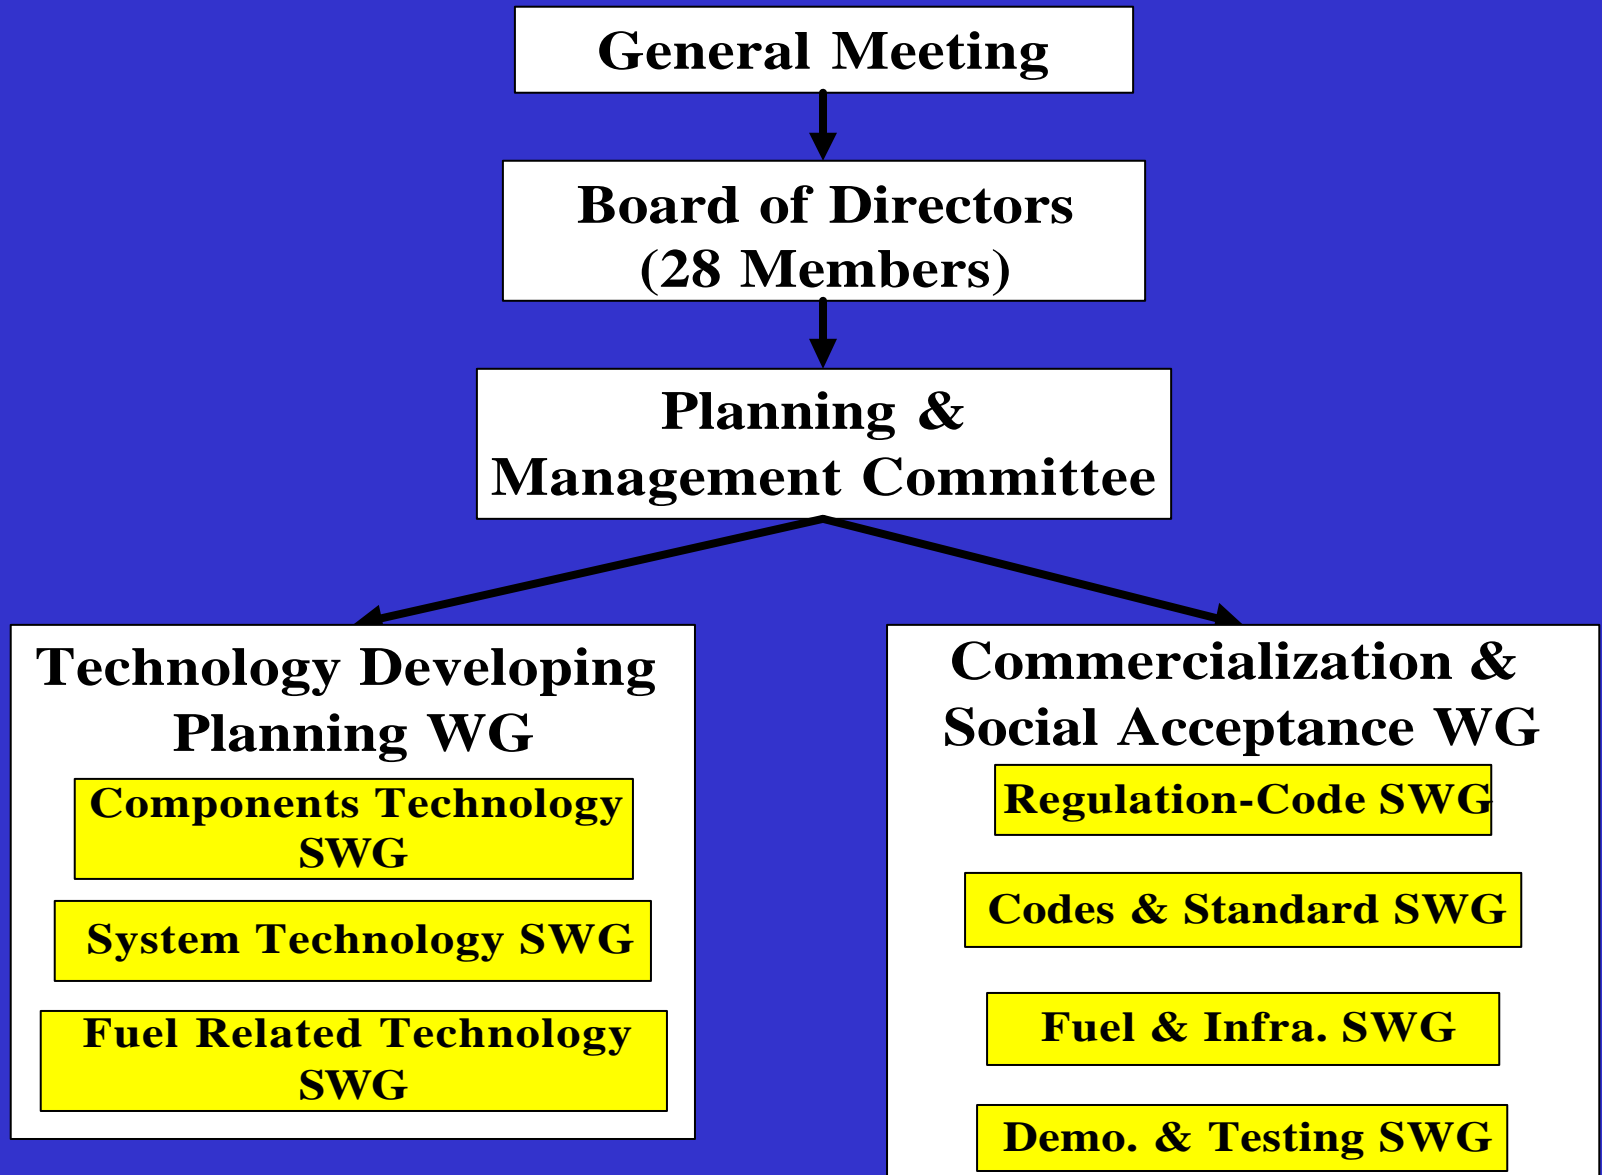 General Meeting
Board of Directors
(28 Members)
Planning &
Management Committee
Technology Developing
Planning WG
Components Technology
SWG
System Technology SWG
Fuel Related Technology
SWG
Commercialization &
Social Acceptance WG
Regulation-Code SWG
Codes & Standard SWG
Fuel & Infra. SWG
Demo. & Testing SWG